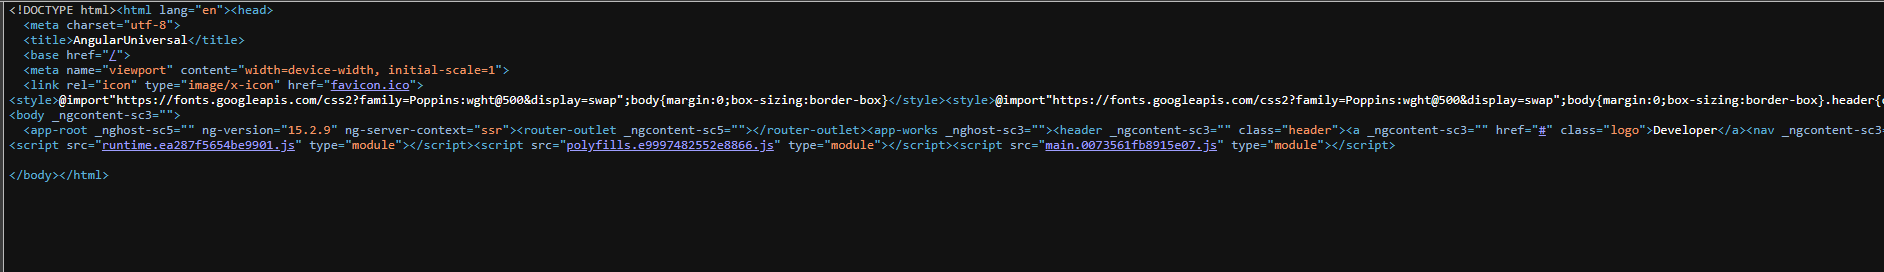 <!DOCTYPE html><html lang="en"><head>
<meta charset="utf-8">
<title>AngularUniversal</title>
<base href="/">
<meta name="viewport" content="width=device-width, initial-scale=1">
<link rel="icon" type="image/x-icon" href="favicon.ico">
<style>@import"https://fonts.googleapis.com/css2?family=Poppins:wght@500&display=swap";body{margin:0;box-sizing:border-box}</style><style>@import"https://fonts.googleapis.com/css2?family=Poppins:wght@500&display=swap";body{margin:0;box-sizing:border-box}.header{
<body _ngcontent-sc3="">
<app-root _nghost-sc5="" ng-version="15.2.9" ng-server-context="ssr"><router-outlet _ngcontent-sc5=""></router-outlet><app-works _nghost-sc3=""><header _ngcontent-sc3="" class="header"><a _ngcontent-sc3="" href="#" class="logo">Developer</a><nav _ngcontent-sc3
<script src="runtime.ea287f5654be9901.js" type="module"></script><script src="polyfills.e9997482552e8866.js" type="module"></script><script src="main.0073561fb8915e07.js" type="module"></script>
</body></html>